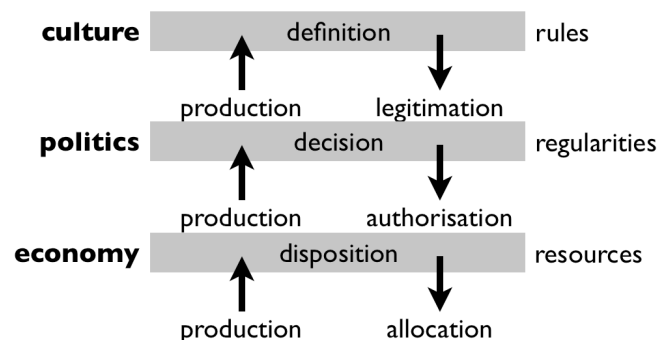 culture definition rules
production legitimation
politics decision regularities
production authorisation
economy disposition resources
production allocation